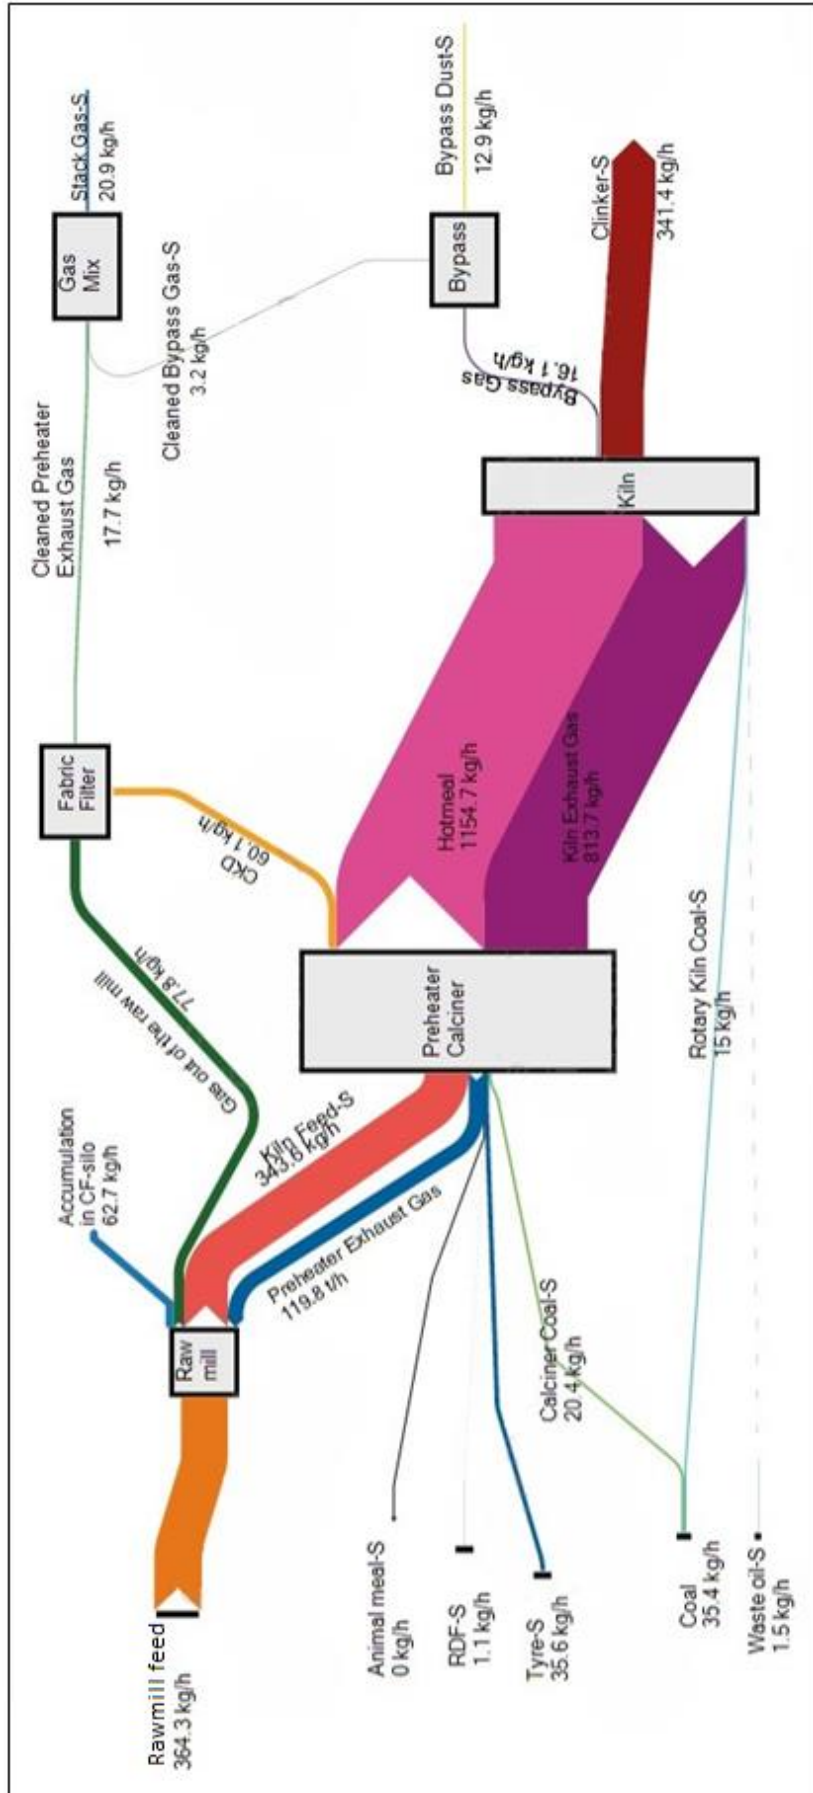 Rawmill feed
364.3 kg/h
Raw
mill
Accumulation
in CF-silo
62.7 kg/h
Gas out of the raw mill
77.8 kg/h
Kiln Feed-S
343.6 kg/h
Preheater Exhaust Gas
119.8 t/h
Animal meal-S
0 kg/h
RDF-S
1.1 kg/h
Tyre-S
35.6 kg/h
Coal
35.4 kg/h
Waste oil-S
1.5 kg/h
Calciner Coal-S
20.4 kg/h
Rotary Kiln Coal-S
15 kg/h
Preheater
Calciner
Fabric
Filter
CKD
60.1 kg/h
Hotmeal
1154.7 kg/h
Kiln Exhaust Gas
813.7 kg/h
Cleaned Preheater
Exhaust Gas
17.7 kg/h
Kiln
Bypass Gas
16.1 kg/h
Clinker-S
341.4 kg/h
Bypass
Bypass Dust-S
12.9 kg/h
Cleaned Bypass Gas-S
3.2 kg/h
Gas
Mix
Stack Gas-S
20.9 kg/h